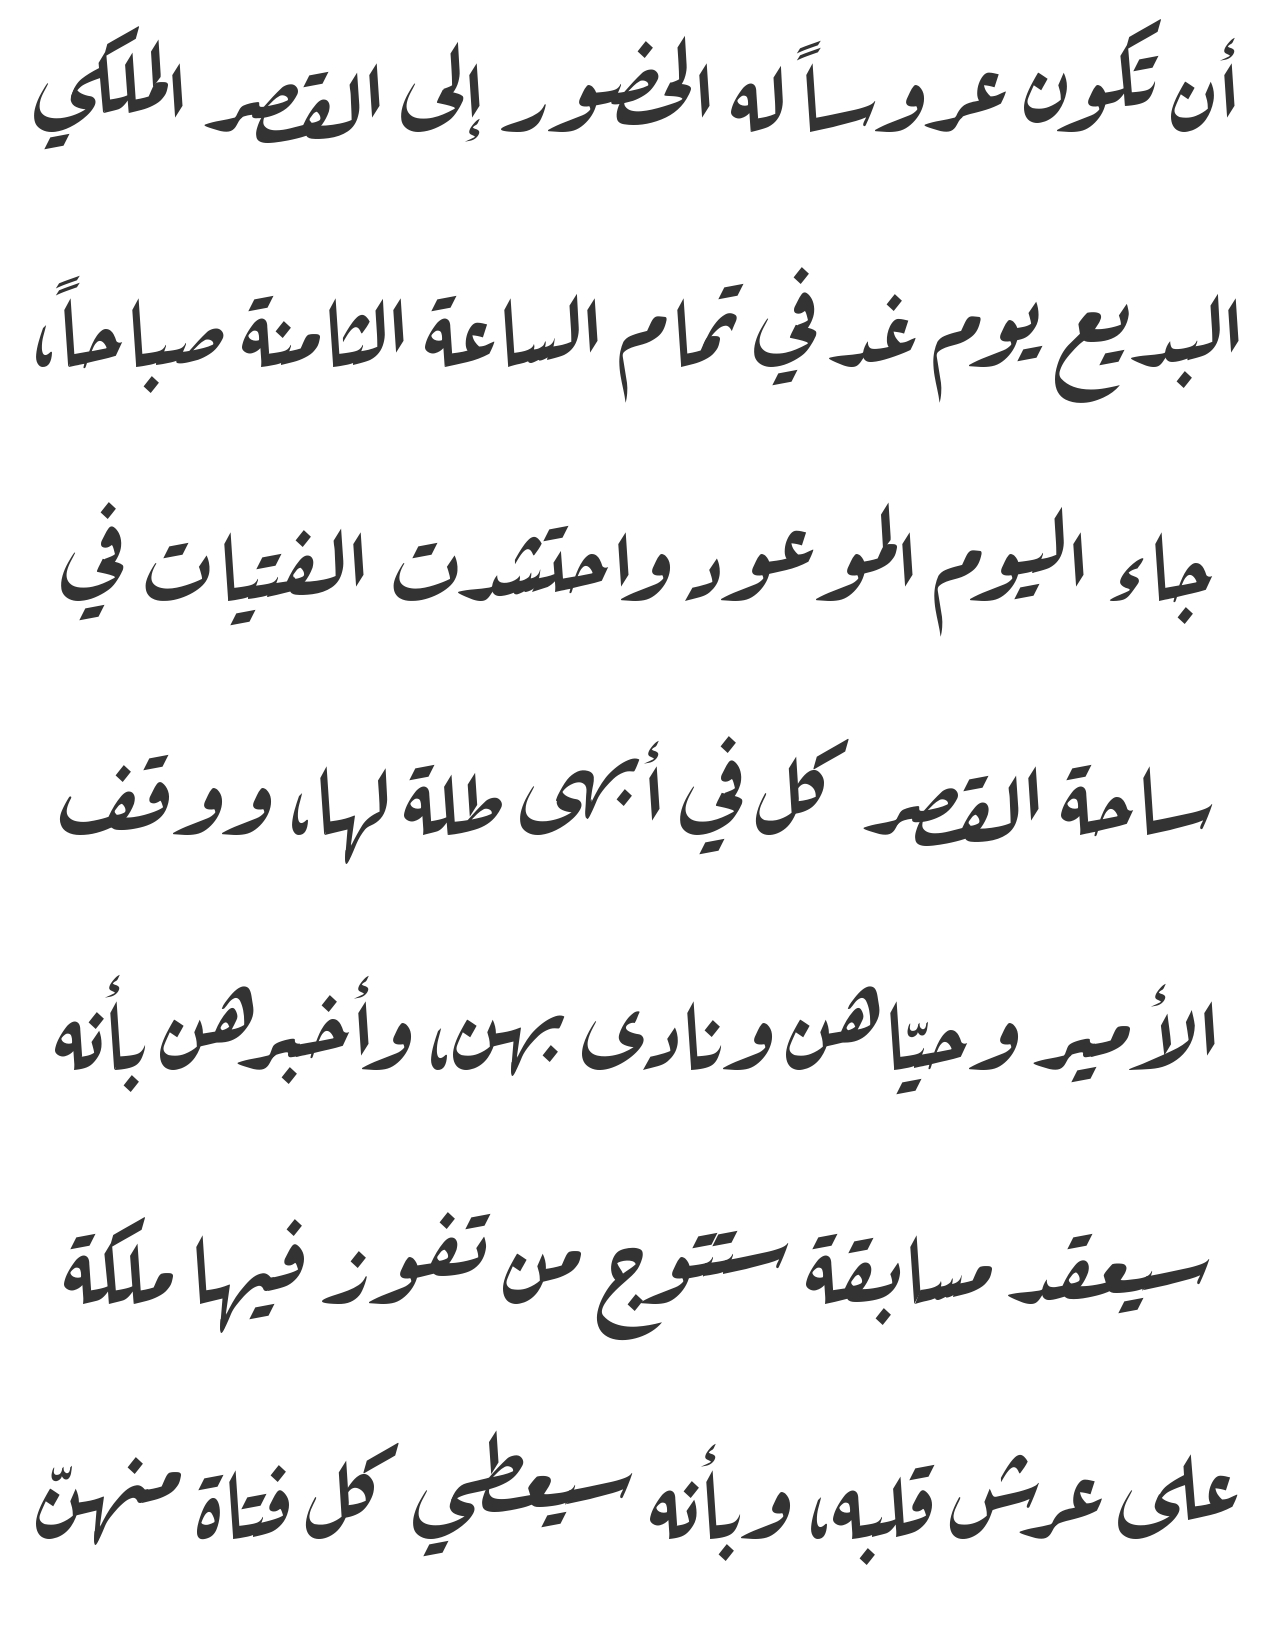 أن تكون عروساً له الحضور إلى القصر الملكي
البديع يوم غد في تمام الساعة الثامنة صباحاً،
جاء اليوم الموعود واحتشدت الفتيات في
ساحة القصر كل في أبهى طلة لها، ووقف
الأمير وحيّاهن ونادى بهن، وأخبرهن بأنه
سيعقد مسابقة ستتوج من تفوز فيها ملكة
على عرش قلبه، وبأنه سيعطي كل فتاة منهنّ